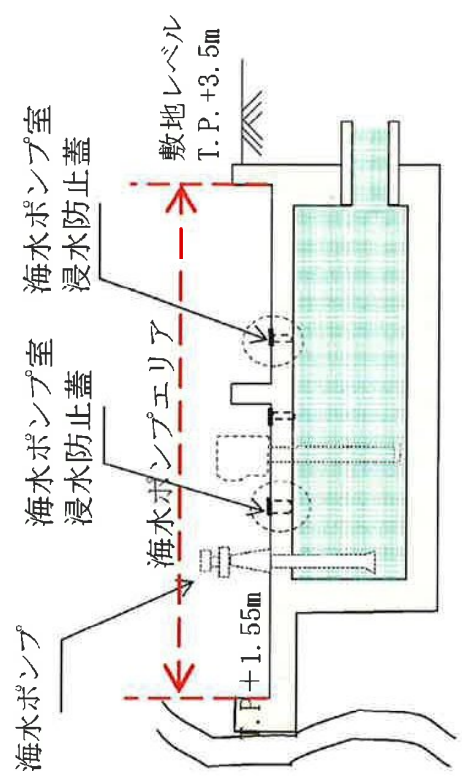 海水ポンプ
海水ポンプ室
浸水防止蓋
海水ポンプ室
浸水防止蓋
海水ポンプエリア
敷地レベル
T.P.+3.5m
T.P.+1.55m